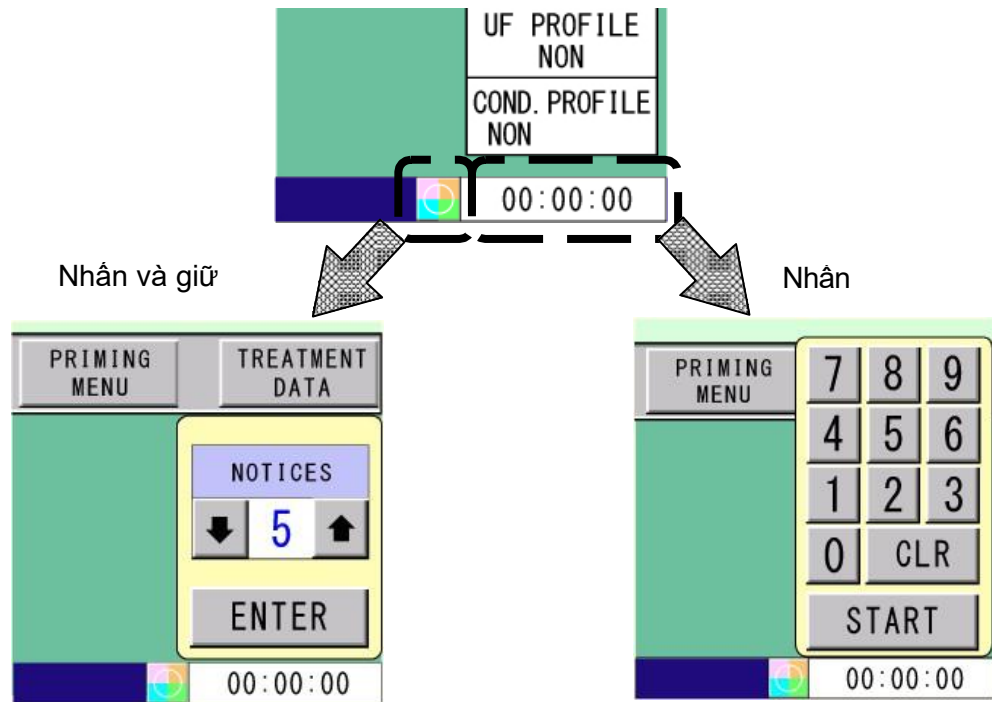 UF PROFILE
NON
COND. PROFILE
NON
00:00:00
Nhấn và giữ
Nhấn
PRIMING
MENU
TREATMENT
DATA
NOTICES
5
ENTER
00:00:00
PRIMING
MENU
7 8 9
4 5 6
1 2 3
0 CLR
START
00:00:00